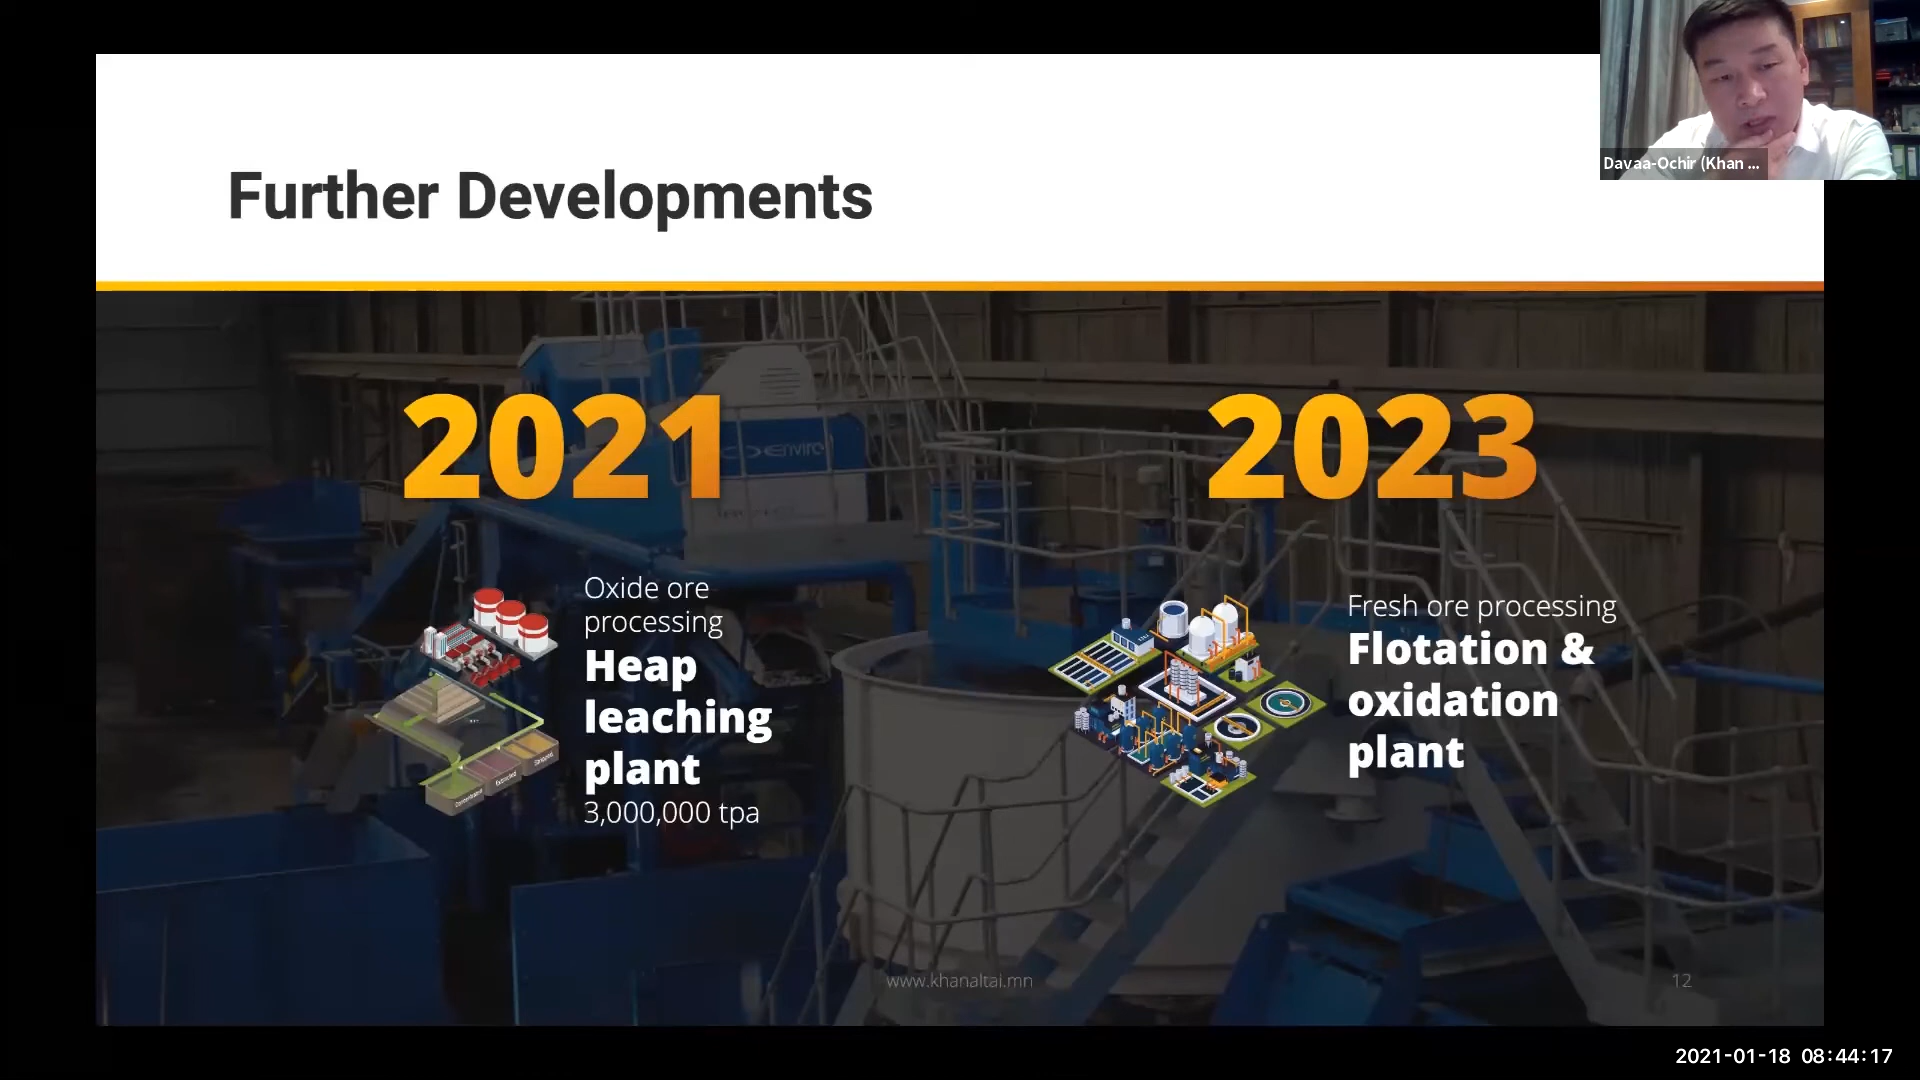 Davaa-Ochir (Khan ...
Further Developments
2021
2023
Oxide ore
processing
Heap
leaching
plant
3,000,000 tpa
Fresh ore processing
Flotation &
oxidation
plant
www.khanaltai.mn
12
2021-01-18 08:44:17